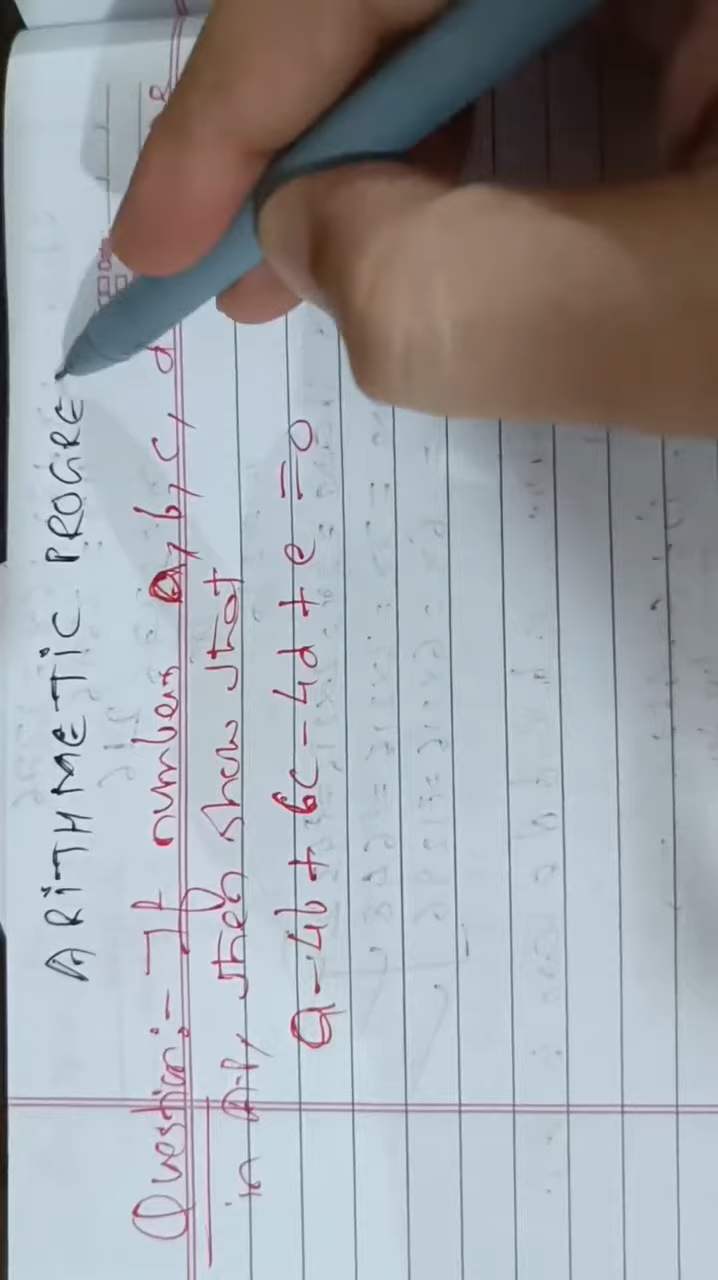 ARITHMETIC PROGRE
Question:- If numbers a, b, c, d
in A.P, then show that
a-4b+6c-4d+e=0